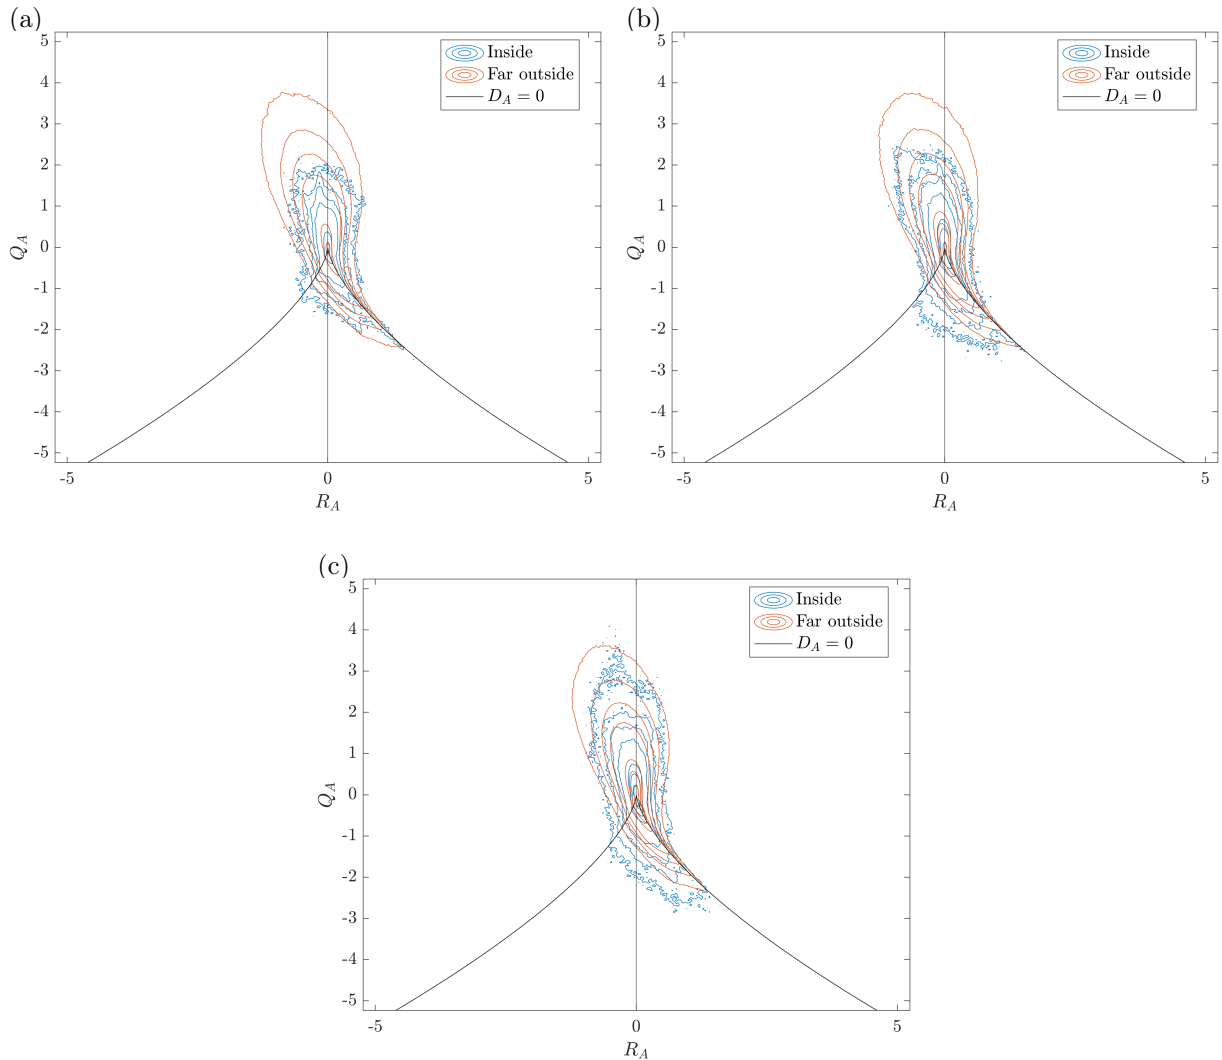 (a)
Inside
Far outside
D_A = 0
5
4
3
2
1
0
-1
-2
-3
-4
-5
Q_A
-5
0
5
R_A
(b)
Inside
Far outside
D_A = 0
5
4
3
2
1
0
-1
-2
-3
-4
-5
Q_A
-5
0
5
R_A
(c)
Inside
Far outside
D_A = 0
5
4
3
2
1
0
-1
-2
-3
-4
-5
Q_A
-5
0
5
R_A